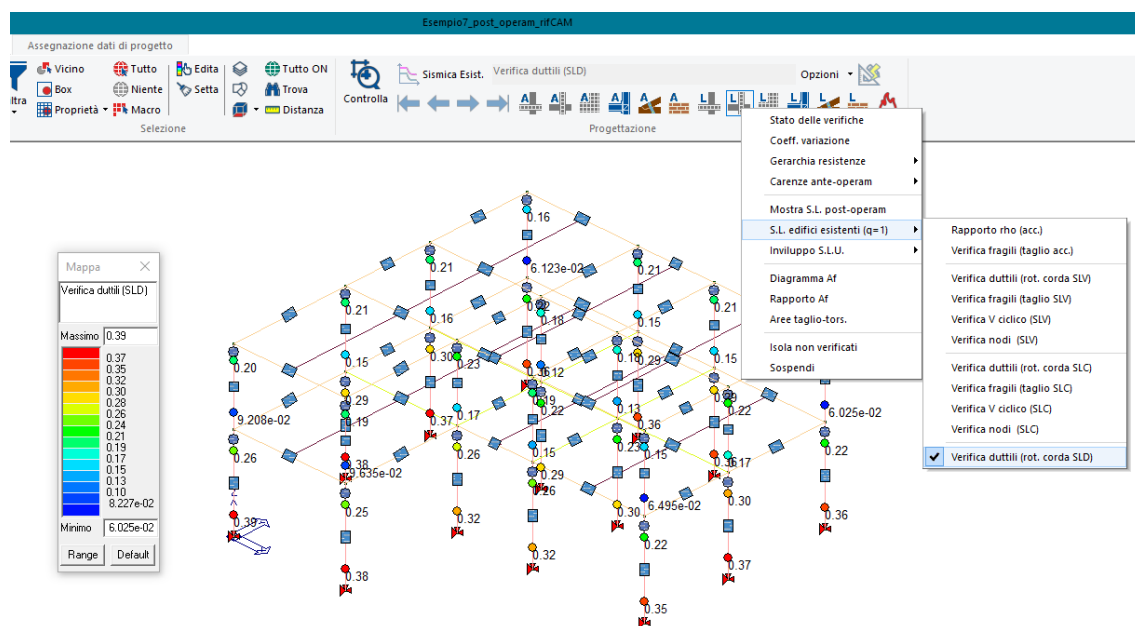 Esempio7_post_operam_rifCAM
Assegnazione dati di progetto
Vicino
Tutto
Edita
Tutto ON
Box
Niente
Setta
Trova
Proprietà
Macro
Distanza
Selezione
Controlla
Sismica Esist.
Verifica duttili (SLD)
Opzioni
Progettazione
Stato delle verifiche
Coeff. variazione
Gerarchia resistenze
Carenze ante-operam
Mostra S.L. post-operam
S.L. edifici esistenti (q=1)
Inviluppo S.L.U.
Diagramma Af
Rapporto Af
Aree taglio-tors.
Isola non verificati
Sospendi
Rapporto rho (acc.)
Verifica fragili (taglio acc.)
Verifica duttili (rot. corda SLV)
Verifica fragili (taglio SLV)
Verifica V ciclico (SLV)
Verifica nodi (SLV)
Verifica duttili (rot. corda SLC)
Verifica fragili (taglio SLC)
Verifica V ciclico (SLC)
Verifica nodi (SLC)
Verifica duttili (rot. corda SLD)
Mappa
Verifica duttili (SLD)
Massimo 0.39
0.37
0.35
0.32
0.30
0.28
0.26
0.24
0.21
0.19
0.17
0.15
0.13
0.10
8.227e-02
Minimo 6.025e-02
Range Default
0.16
0.21
6.123e-02
0.21
0.21
0.16
0.18
0.15
0.21
0.20
0.15
0.30
0.23
0.12
0.29
0.15
9.208e-02
0.29
0.19
0.37
0.17
0.22
0.13
0.36
0.22
6.025e-02
0.26
0.38
9.635e-02
0.26
0.15
0.29
0.23
0.15
0.17
0.22
0.39
0.25
0.32
0.26
0.30
6.495e-02
0.30
0.36
0.38
0.32
0.22
0.37
0.35